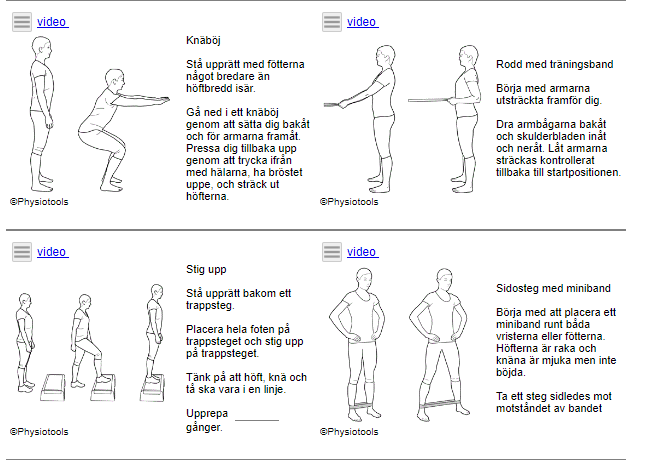 video
Knäböj
Stå upprätt med fötterna
något bredare än
höftbredd isär.
Gå ned i ett knäböj
genom att sätta dig bakåt
och för armarna framåt.
Pressa dig tillbaka upp
genom att trycka ifrån
med hälarna, ha bröstet
uppe, och sträck ut
höfterna.
©Physiotools
video
Rodd med träningsband
Börja med armarna
utsträckta framför dig.
Dra armbågarna bakåt
och skulderbladen inåt
och neråt. Låt armarna
sträckas kontrollerat
tillbaka till startpositionen.
©Physiotools
video
Stig upp
Stå upprätt bakom ett
trappsteg.
Placera hela foten på
trappsteget och stig upp
på trappsteget.
Tänk på att höft, knä och
tå ska vara i en linje.
Upprepa ________
gånger.
©Physiotools
video
Sidosteg med miniband
Börja med att placera ett
miniband runt båda
vristerna eller fötterna.
Höfterna är raka och
knäna är mjuka men inte
böjda.
Ta ett steg sidledes mot
motståndet av bandet
©Physiotools